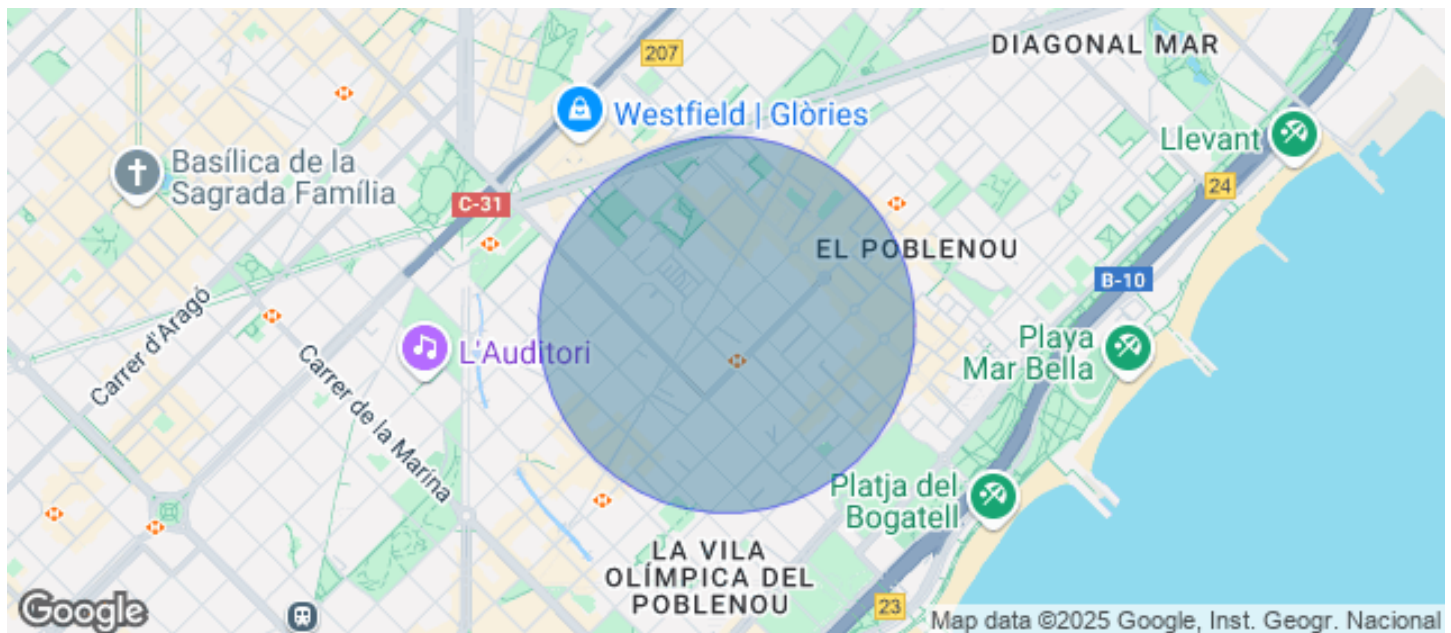 DIAGONAL MAR
207
Westfield | Glòries
Llevant
Basílica de la
Sagrada Família
24
C-31
EL POBLENOU
B-10
Carrer d'Aragó
L'Auditori
Playa
Mar Bella
Carrer de la Marina
Platja del
Bogatell
LA VILA
OLÍMPICA DEL
POBLENOU
23
Google
Map data ©2025 Google, Inst. Geogr. Nacional